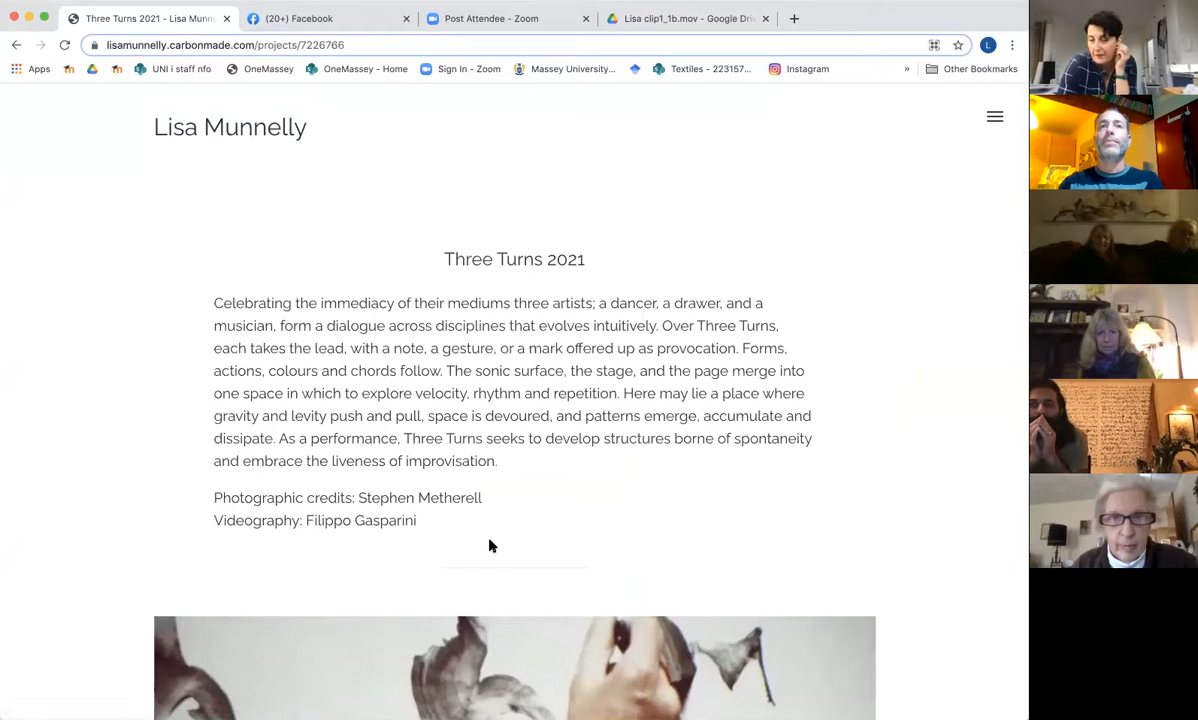 Three Turns 2021 - Lisa Munn
(20+) Facebook
Post Attendee - Zoom
Lisa clip1_1b.mov - Google Dri
lisamunnelly.carbonmade.com/projects/7226766
L
Apps
UNI i staff nfo
OneMassey
OneMassey - Home
Sign In - Zoom
Massey University...
Textiles - 223157...
Instagram
»
Other Bookmarks
Lisa Munnelly
Three Turns 2021
Celebrating the immediacy of their mediums three artists; a dancer, a drawer, and a
musician, form a dialogue across disciplines that evolves intuitively. Over Three Turns,
each takes the lead, with a note, a gesture, or a mark offered up as provocation. Forms,
actions, colours and chords follow. The sonic surface, the stage, and the page merge into
one space in which to explore velocity, rhythm and repetition. Here may lie a place where
gravity and levity push and pull, space is devoured, and patterns emerge, accumulate and
dissipate. As a performance, Three Turns seeks to develop structures borne of spontaneity
and embrace the liveness of improvisation.
Photographic credits: Stephen Metherell
Videography: Filippo Gasparini